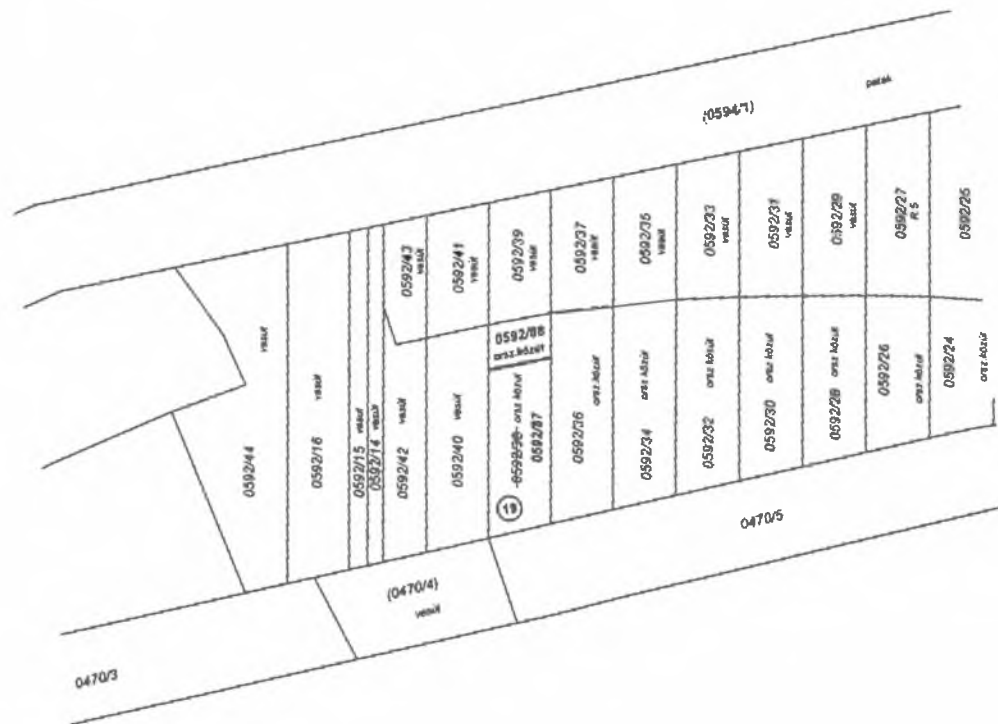 (0594/1)
patak
0592/44
vasút
0592/16
vasút
0592/15 vasút
0592/14 vasút
0592/43
vasút
0592/42 vasút
0592/41
vasút
0592/40 vasút
0592/39
vasút
0592/88
orsz.közút
0592/38 orsz közút
0592/87
19
0592/37
vasút
0592/36 orsz közút
0592/35
vasút
0592/34 orsz közút
0592/33
vasút
0592/32 orsz közút
0592/31
vasút
0592/30 orsz közút
0592/29
vasút
0592/28 orsz közút
0592/27
R 5
0592/26
orsz közút
0592/25
0592/24
orsz közút
0470/5
(0470/4)
vasút
0470/3